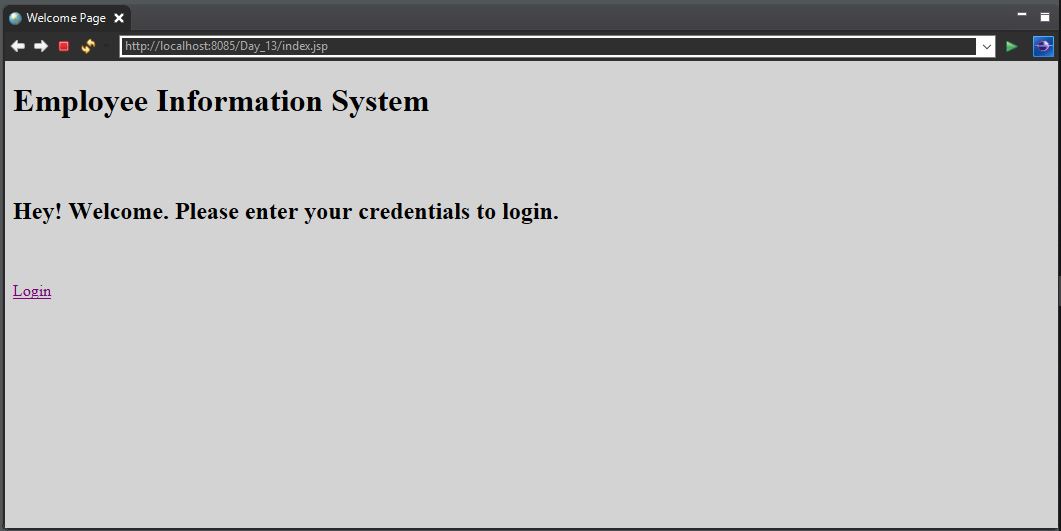 Welcome Page
http://localhost:8085/Day_13/index.jsp
Employee Information System
Hey! Welcome. Please enter your credentials to login.
Login